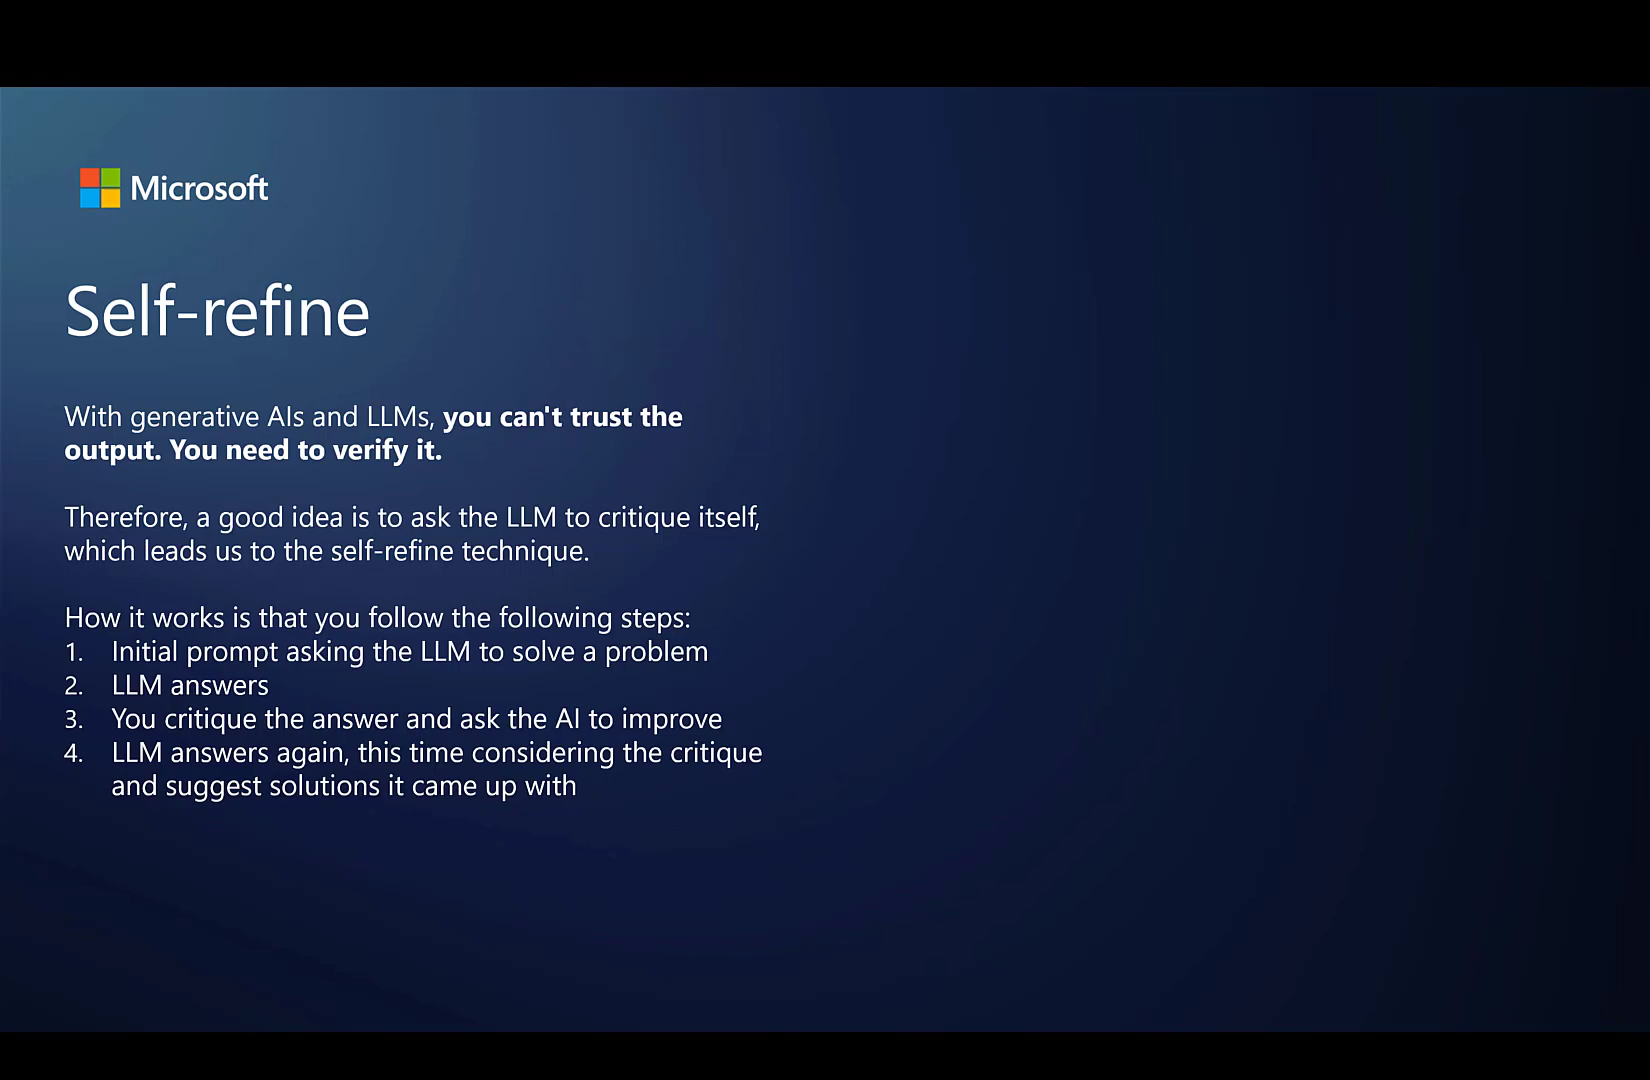 Microsoft
Self-refine
With generative AIs and LLMs, you can't trust the
output. You need to verify it.
Therefore, a good idea is to ask the LLM to critique itself,
which leads us to the self-refine technique.
How it works is that you follow the following steps:
1. Initial prompt asking the LLM to solve a problem
2. LLM answers
3. You critique the answer and ask the AI to improve
4. LLM answers again, this time considering the critique
and suggest solutions it came up with